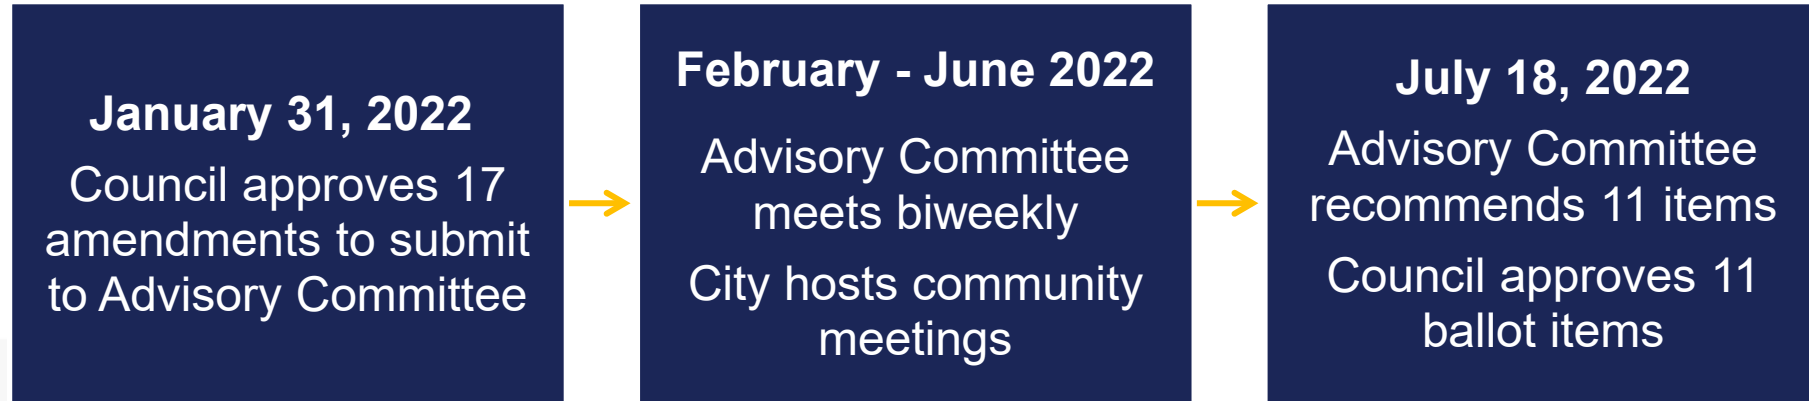 January 31, 2022
Council approves 17
amendments to submit
to Advisory Committee
February - June 2022
Advisory Committee
meets biweekly
City hosts community
meetings
July 18, 2022
Advisory Committee
recommends 11 items
Council approves 11
ballot items